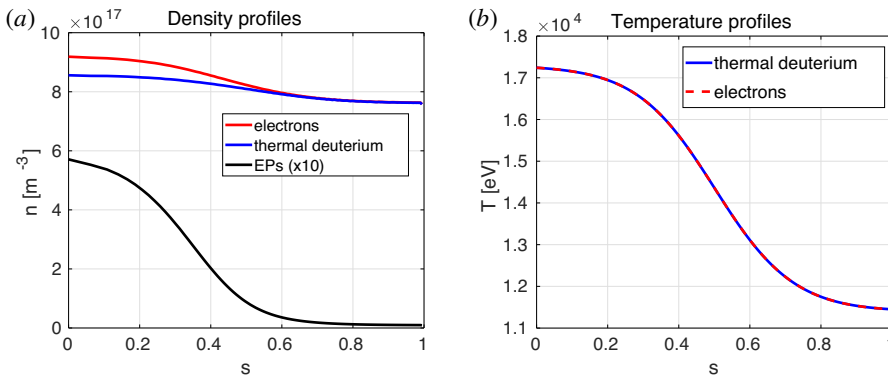 (a)
Density profiles
×10 17
10
8
6
4
2
0
n [m -3]
electrons
thermal deuterium
EPs (x10)
0 0.2 0.4 0.6 0.8 1
s
(b)
Temperature profiles
×10 4
1.8
1.7
1.6
1.5
1.4
1.3
1.2
1.1
T [eV]
thermal deuterium
electrons
0 0.2 0.4 0.6 0.8 1
s